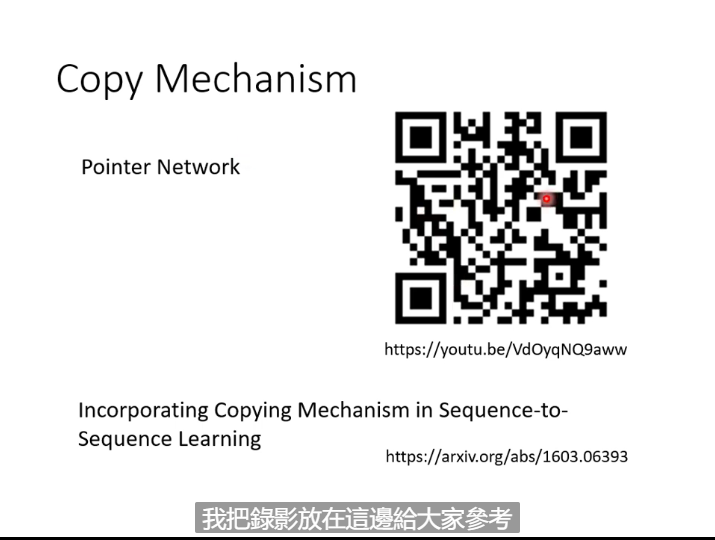 Copy Mechanism
Pointer Network
https://youtu.be/VdOyqNQ9aww
Incorporating Copying Mechanism in Sequence-to-
Sequence Learning
https://arxiv.org/abs/1603.06393
我把錄影放在這邊給大家參考